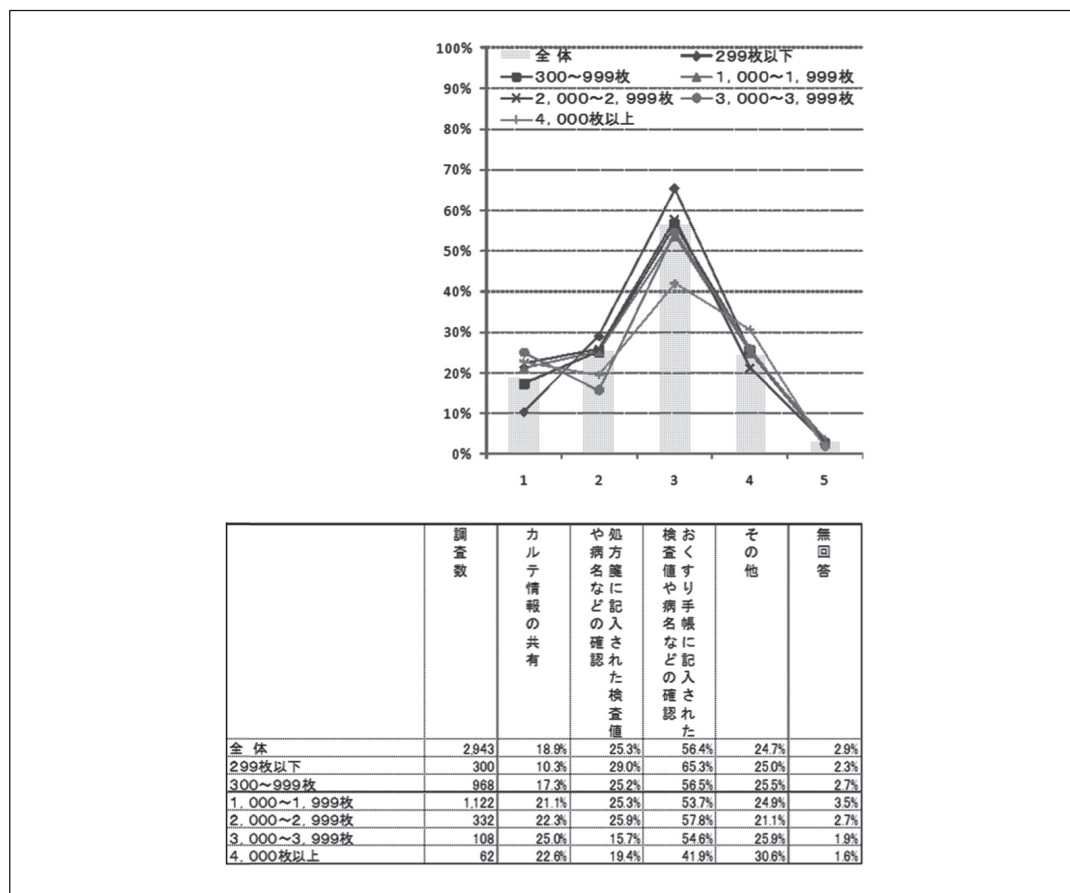 100%
90%
80%
70%
60%
50%
40%
30%
20%
10%
0%
全 体
299枚以下
300～999枚
1,000～1,999枚
2,000～2,999枚
3,000～3,999枚
4,000枚以上
1 2 3 4 5
調査数
カルテ情報の共有
処方箋に記入された検査値
や病名などの確認
おくすり手帳に記入された
検査値や病名などの確認
その他
無回答
全 体 2,943 18.9% 25.3% 56.4% 24.7% 2.9%
299枚以下 300 10.3% 29.0% 65.3% 25.0% 2.3%
300～999枚 968 17.3% 25.2% 56.5% 25.5% 2.7%
1,000～1,999枚 1,122 21.1% 25.3% 53.7% 24.9% 3.5%
2,000～2,999枚 332 22.3% 25.9% 57.8% 21.1% 2.7%
3,000～3,999枚 108 25.0% 15.7% 54.6% 25.9% 1.9%
4,000枚以上 62 22.6% 19.4% 41.9% 30.6% 1.6%